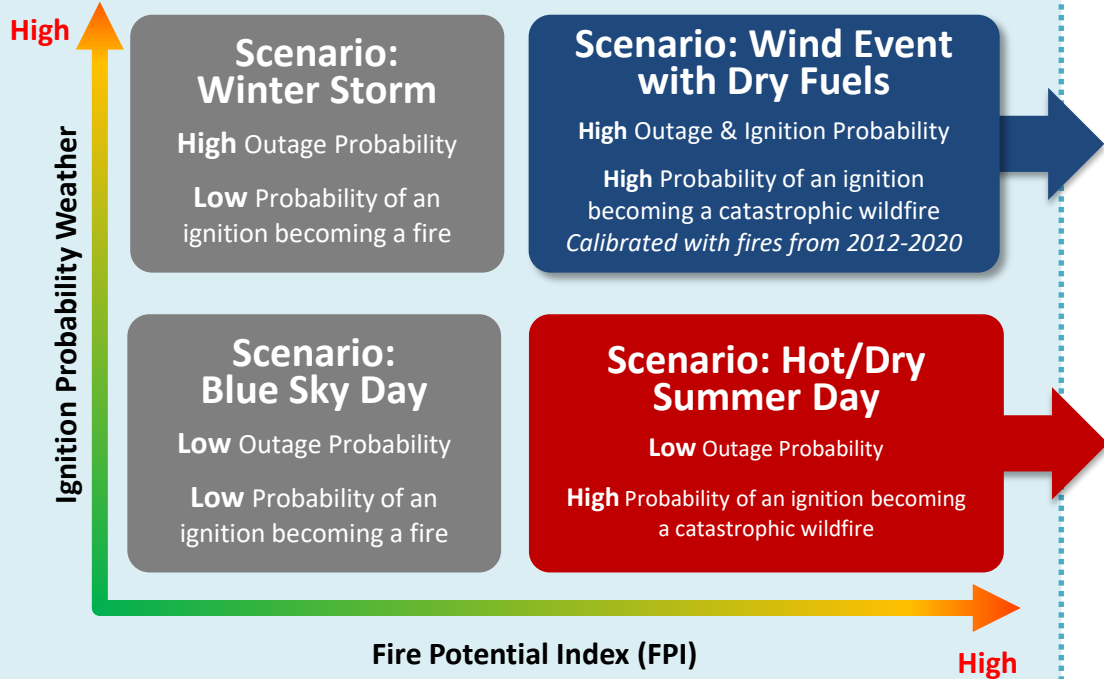 High
Ignition Probability Weather
Scenario:
Winter Storm
High Outage Probability
Low Probability of an
ignition becoming a fire
Scenario: Wind Event
with Dry Fuels
High Outage & Ignition Probability
High Probability of an ignition
becoming a catastrophic wildfire
Calibrated with fires from 2012-2020
Scenario:
Blue Sky Day
Low Outage Probability
Low Probability of an
ignition becoming a fire
Scenario: Hot/Dry
Summer Day
Low Outage Probability
High Probability of an ignition becoming
a catastrophic wildfire
Fire Potential Index (FPI)
High